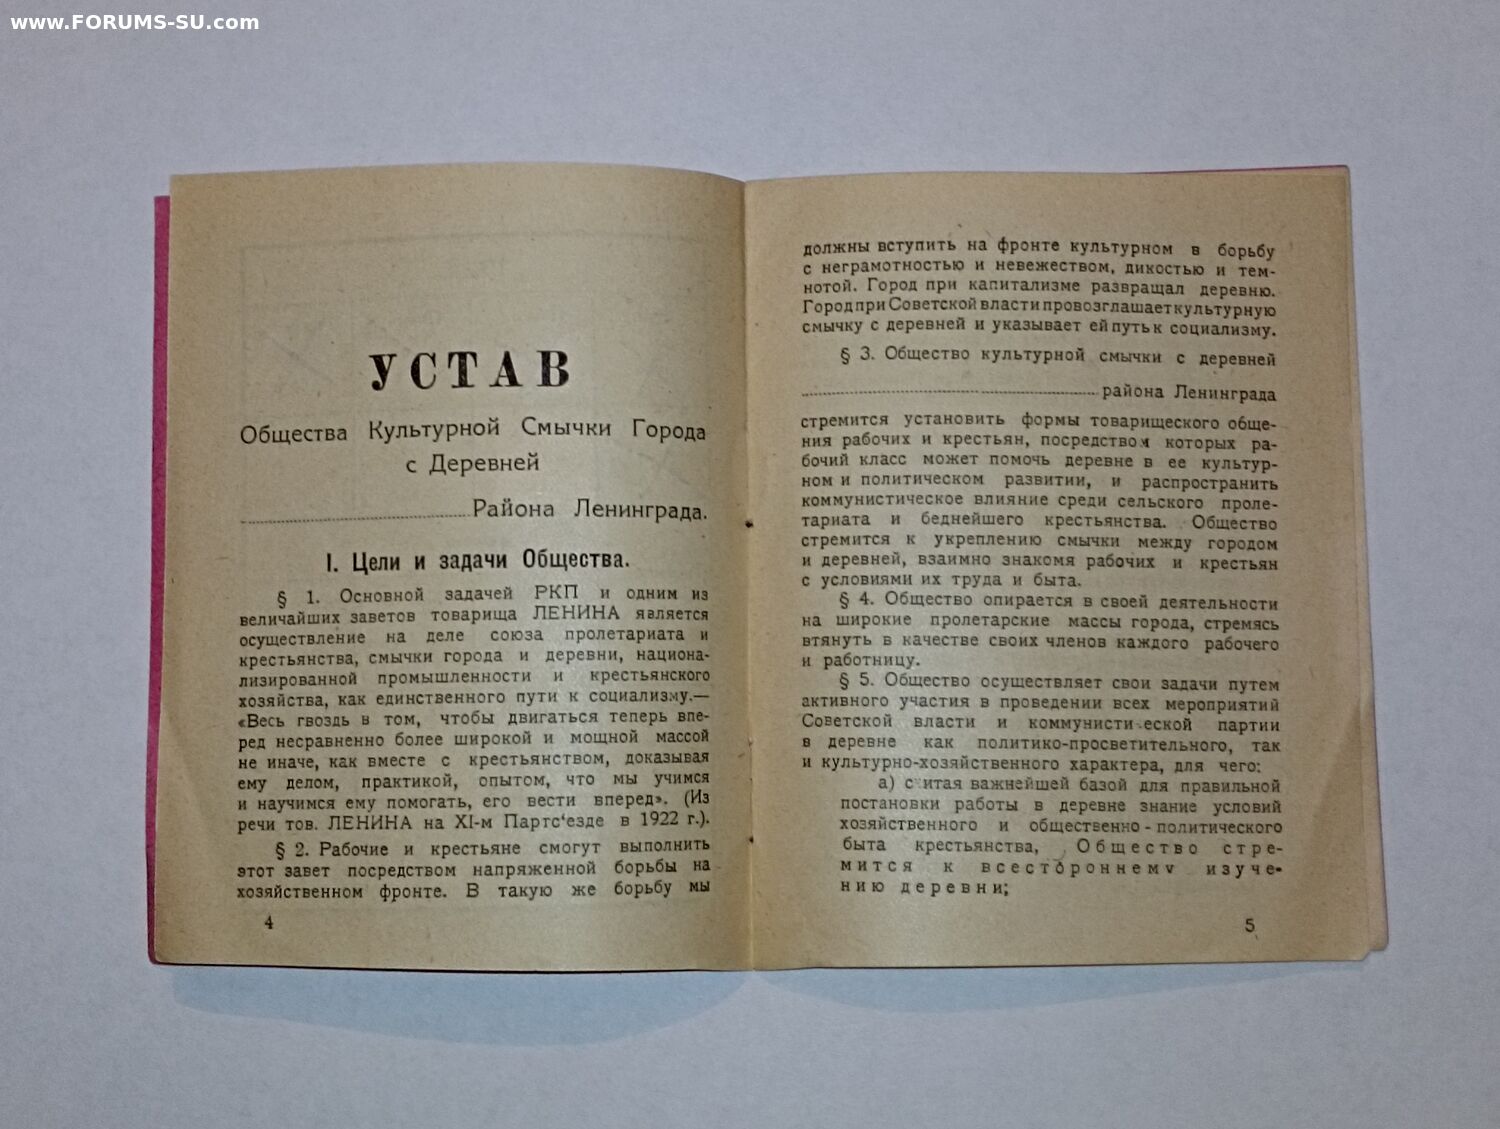 www.FORUMS-SU.com
УСТАВ
Общества Культурной Смычки Города
с Деревней
Района Ленинграда.
I. Цели и задачи Общества.
§ 1. Основной задачей РКП и одним из
величайших заветов товарища ЛЕНИНА является
осуществление на деле союза пролетариата и
крестьянства, смычки города и деревни, национа-
лизированной промышленности и крестьянского
хозяйства, как единственного пути к социализму.—
«Весь гвоздь в том, чтобы двигаться теперь впе-
ред несравненно более широкой и мощной массой
не иначе, как вместе с крестьянством, доказывая
ему делом, практикой, опытом, что мы учимся
и научимся ему помогать, его вести вперед». (Из
речи тов. ЛЕНИНА на XI-м Партс‘езде в 1922 г.).
§ 2. Рабочие и крестьяне смогут выполнить
этот завет посредством напряженной борьбы на
хозяйственном фронте. В такую же борьбу мы
4
должны вступить на фронте культурном в борьбу
с неграмотностью и невежеством, дикостью и тем-
нотой. Город при капитализме развращал деревню.
Город при Советской власти провозглашает культурную
смычку с деревней и указывает ей путь к социализму.
§ 3. Общество культурной смычки с деревней
района Ленинграда
стремится установить формы товарищеского обще-
ния рабочих и крестьян, посредством которых ра-
бочий класс может помочь деревне в ее культур-
ном и политическом развитии, и распространить
коммунистическое влияние среди сельского проле-
тариата и беднейшего крестьянства. Общество
стремится к укреплению смычки между городом
и деревней, взаимно знакомя рабочих и крестьян
с условиями их труда и быта.
§ 4. Общество опирается в своей деятельности
на широкие пролетарские массы города, стремясь
втянуть в качестве своих членов каждого рабочего
и работницу.
§ 5. Общество осуществляет свои задачи путем
активного участия в проведении всех мероприятий
Советской власти и коммунисти еской партии
в деревне как политико-просветительного, так
и культурно-хозяйственного характера, для чего:
а) считая важнейшей базой для правильной
постановки работы в деревне знание условий
хозяйственного и общественно-политического
быта крестьянства, Общество стре-
мится к всестороннему изуче-
нию деревни;
5